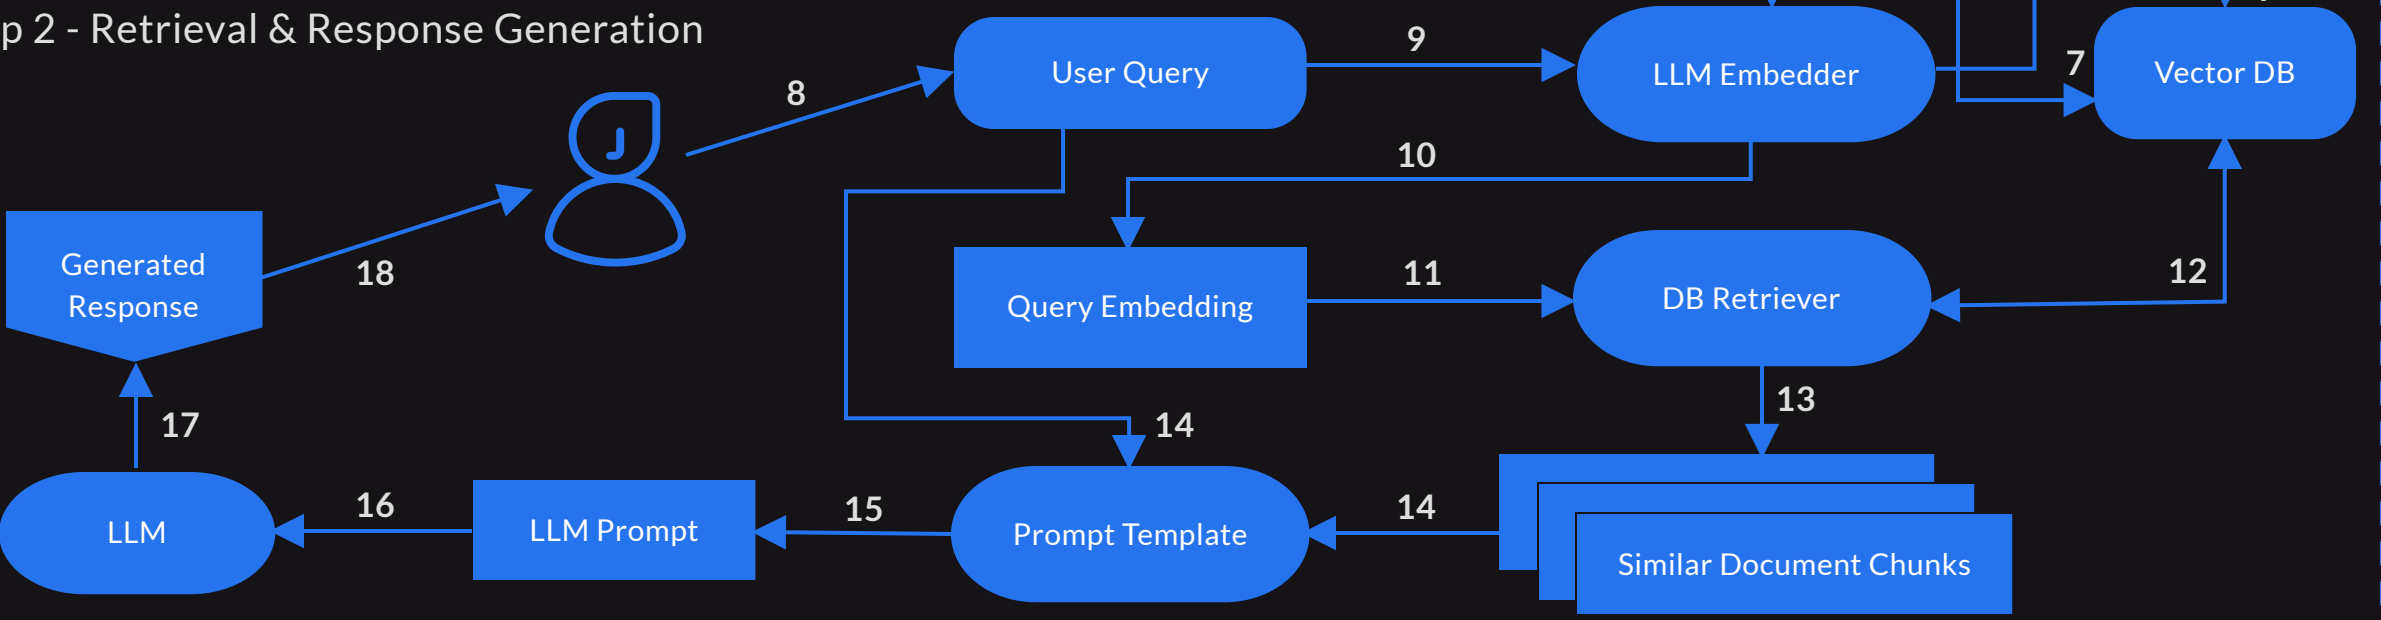 p 2 - Retrieval & Response Generation
User Query
9
LLM Embedder
7
Vector DB
8
J
10
Generated
Response
18
Query Embedding
11
DB Retriever
12
17
14
13
LLM
16
LLM Prompt
15
Prompt Template
14
Similar Document Chunks